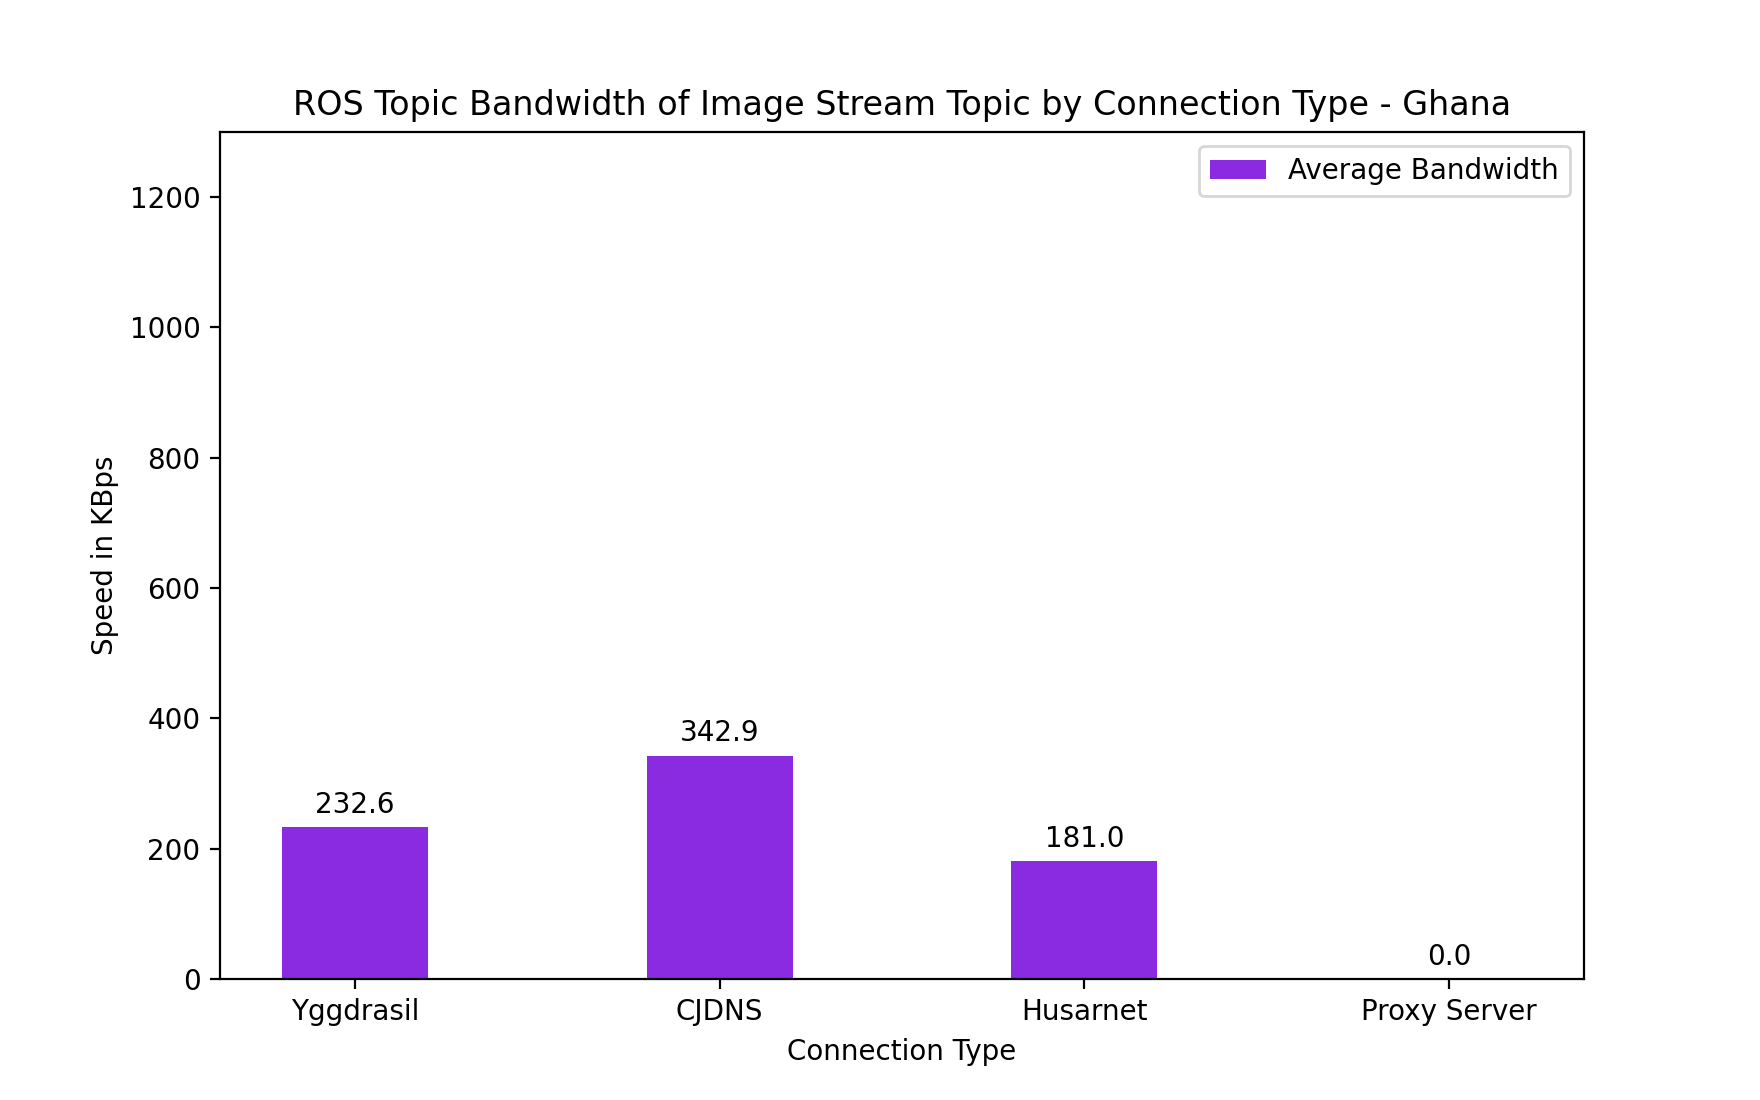 ROS Topic Bandwidth of Image Stream Topic by Connection Type - Ghana
Average Bandwidth
1200
1000
800
600
400
200
0
Speed in KBps
232.6
342.9
181.0
0.0
Yggdrasil
CJDNS
Husarnet
Proxy Server
Connection Type